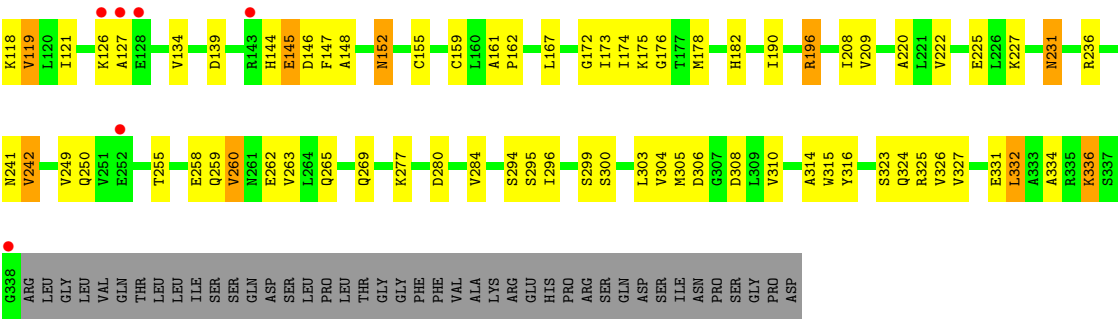 K118 V119 L120 I121 K126 A127 E128 V134 D139 R143 H144 E145 D146 F147 A148 N152 C155 C159 L160 A161 P162 L167 G172 I173 I174 K175 G176 T177 M178 H182 I190 R196 I208 V209 A220 L221 V222 E225 L226 K227 N231 R236
N241 V242 V249 Q250 V251 E252 T255 E258 Q259 V260 N261 E262 V263 L264 Q265 Q269 K277 D280 V284 S294 S295 I296 S299 S300 L303 V304 M305 D306 G307 D308 L309 V310 A314 W315 Y316 S323 Q324 R325 V326 V327 E331 L332 A333 A334 R335 K336 S337
G338 ARG LEU GLY LEU VAL GLN THR LEU LEU ILE SER SER GLN ASP SER LEU PRO LEU THR GLY GLY PHE PHE VAL ALA LYS ARG GLU HIS PRO ARG SER GLN ASP SER ILE ASN PRO SER GLY PRO ASP